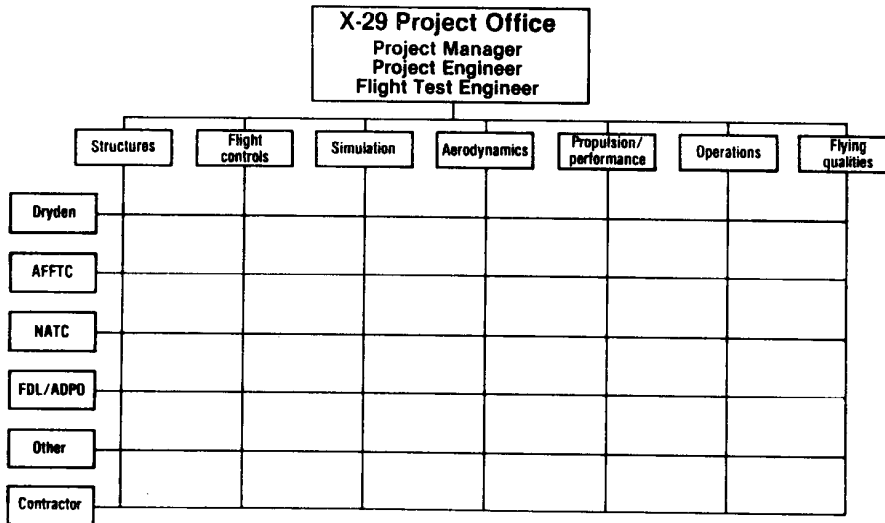 X-29 Project Office
Project Manager
Project Engineer
Flight Test Engineer
Structures
Flight
controls
Simulation
Aerodynamics
Propulsion/
performance
Operations
Flying
qualities
Dryden
AFFTC
NATC
FDL/ADPO
Other
Contractor